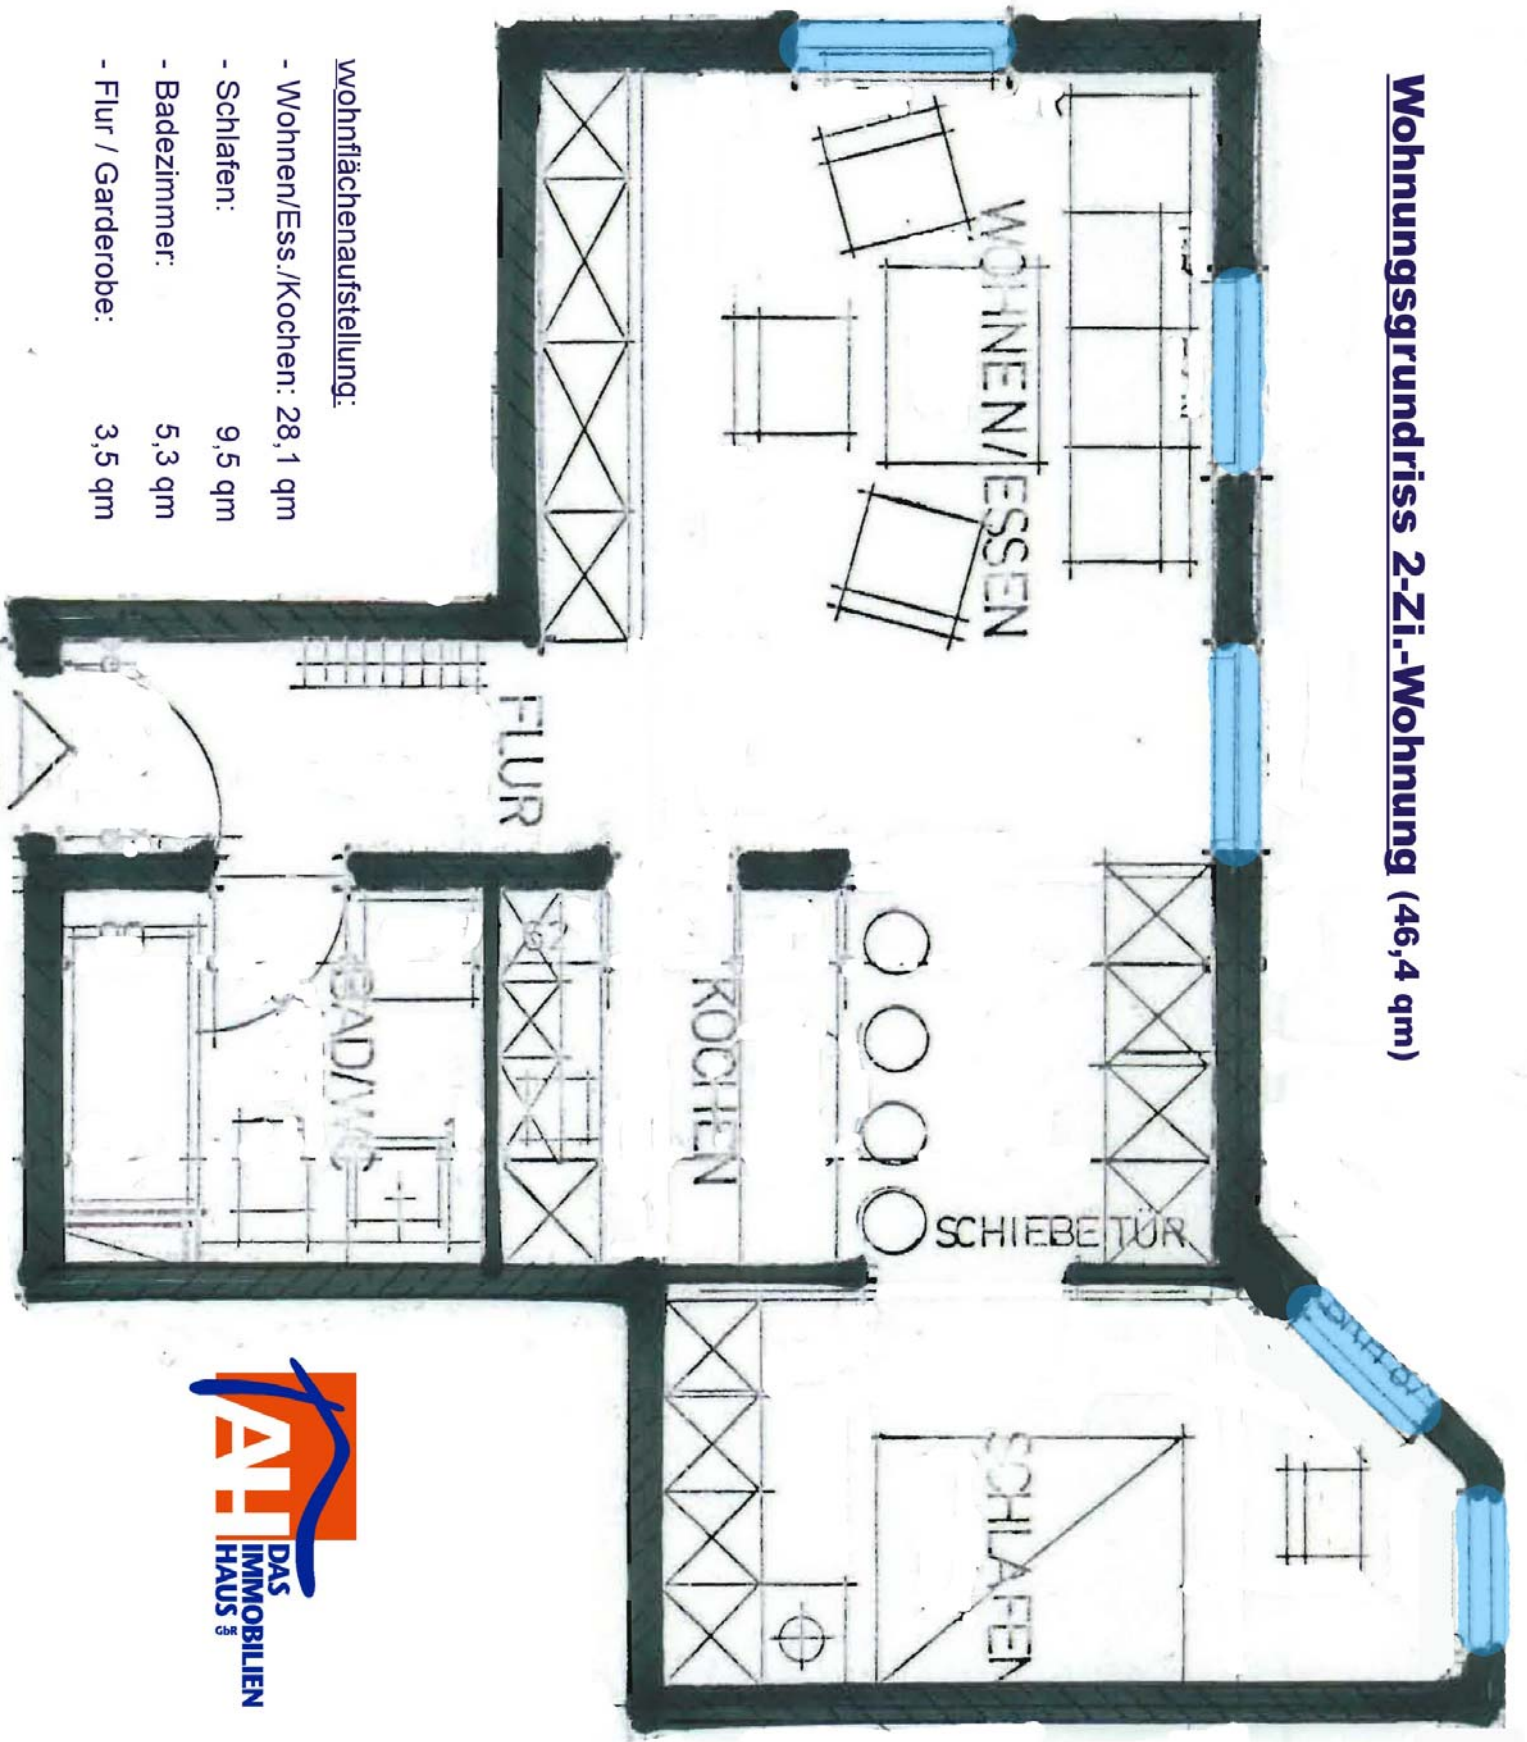 Wohnungsgrundriss 2-Zi.-Wohnung (46,4 qm)
WOHNEN/ESSEN
SCHIEBETÜR
SCHLAFEN
KOCHEN
FLUR
BAD/WC
wohnflächenaufstellung:
- Wohnen/Ess./Kochen: 28,1 qm
- Schlafen: 9,5 qm
- Badezimmer: 5,3 qm
- Flur / Garderobe: 3,5 qm
AH
DAS
IMMOBILIEN
HAUS GbR